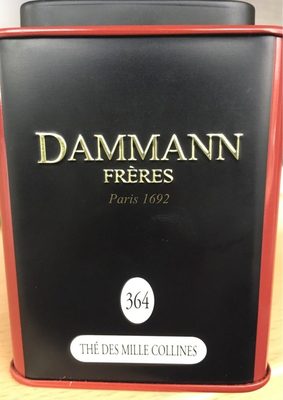 DAMMANN
FRÈRES
Paris 1692
364
THÉ DES MILLE COLLINES